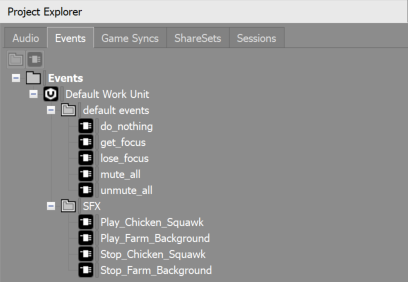 Project Explorer
Audio Events Game Syncs ShareSets Sessions
Events
Default Work Unit
default events
do_nothing
get_focus
lose_focus
mute_all
unmute_all
SFX
Play_Chicken_Squawk
Play_Farm_Background
Stop_Chicken_Squawk
Stop_Farm_Background